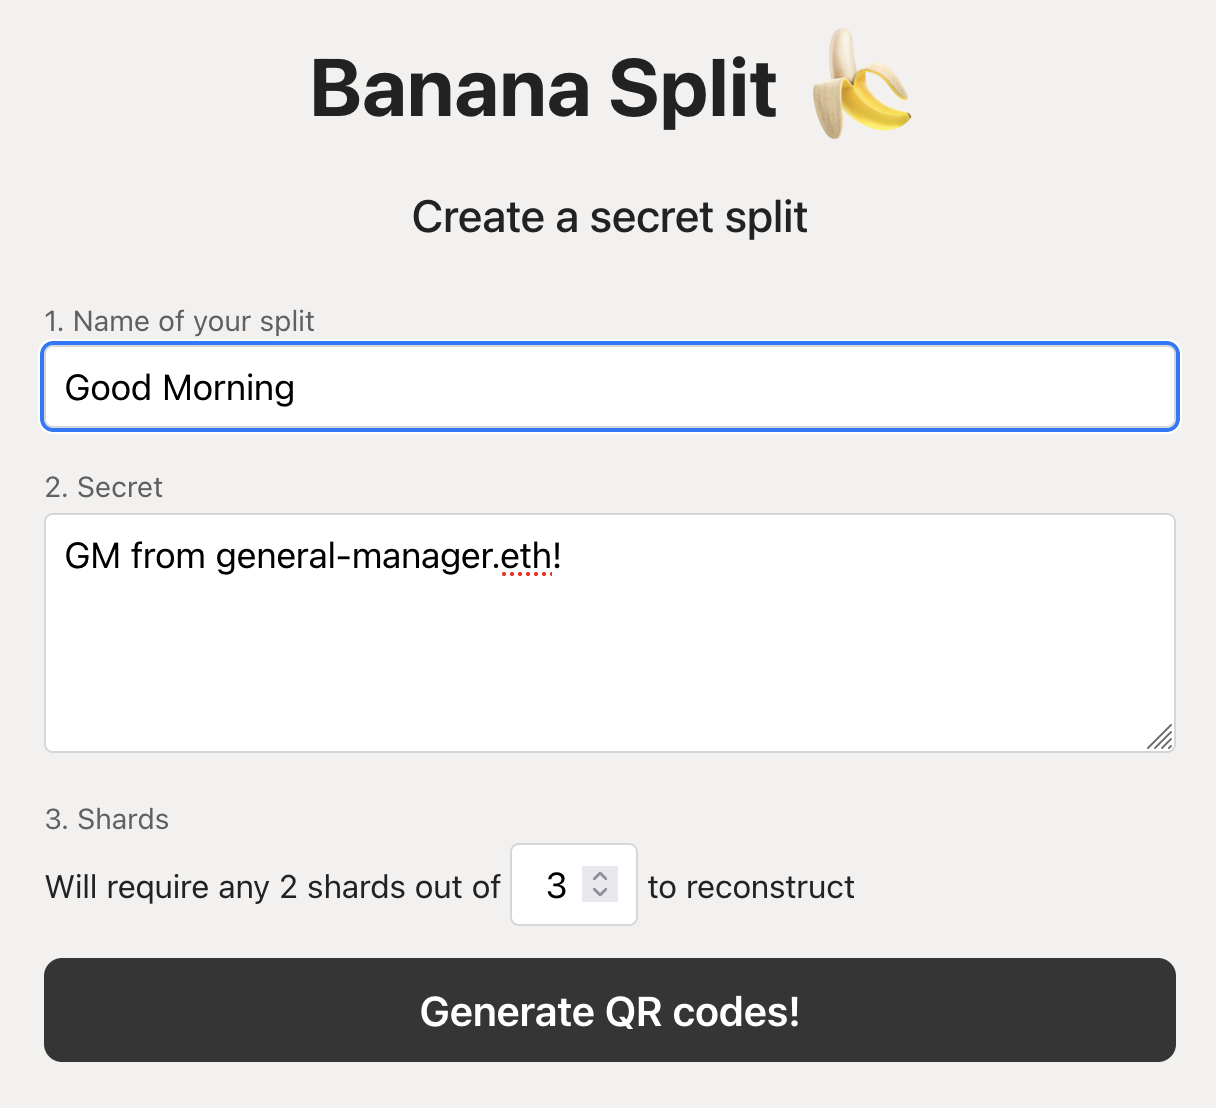 Banana Split 🍌
Create a secret split
1. Name of your split
Good Morning
2. Secret
GM from general-manager.eth!
3. Shards
Will require any 2 shards out of 3 to reconstruct
Generate QR codes!